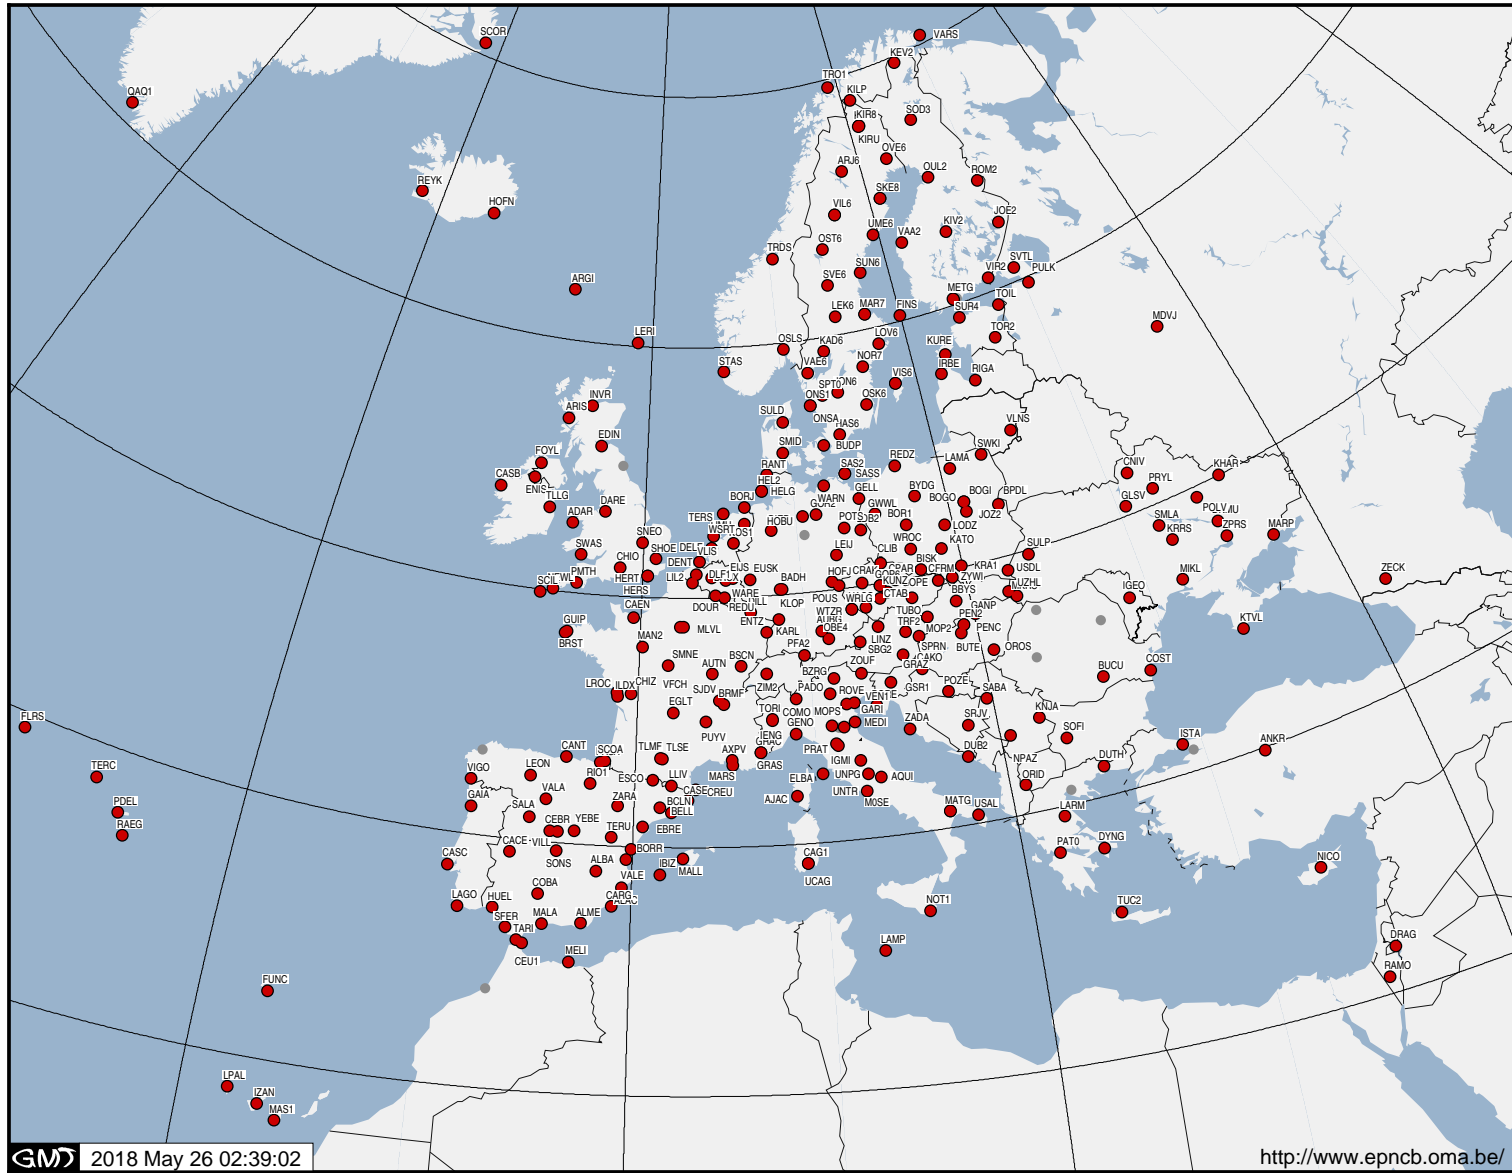 SCOR
VARS
KEV2
QAQ1
TRO1
KILP
KIR8
SOD3
KIRU
OVE6
ARJ6
OUL2
ROM2
REYK
SKE8
HOFN
VIL6
JOE2
UME6
KIV2
VAA2
TRDS
OST6
SVTL
SUN6
VIR2
PULK
ARGI
SVE6
METG
TOIL
LEK6
MAR7
FINS
SUR4
MDVJ
LERI
OSLS
KAD6
LOV6
TOR2
KURE
STAS
VAE6
NOR7
IRBE
RIGA
SPT0
VIS6
INVR
ONS1
OSK6
ARIS
SULD
ONSA
HAS6
VLNS
EDIN
SMID
BUDP
SWKI
FOYL
RANT
SAS2
SASS
REDZ
LAMA
CNIV
KHAR
CASB
ENIS
HEL2
HELG
WARN
GELL
BYDG
BOGI
BPDL
PRYL
TLLG
DARE
BORJ
GWWL
BOGO
JOZ2
GLSV
POLV
ADAR
TERS
HOBU
POTS
BOR1
LODZ
SMLA
ZPRS
MARP
SNEO
WSRT
KRRS
SWAS
CHIO
SHOE
VLIS
LEIJ
CLIB
WROC
KATO
SULP
PMTH
DENT
EUSK
BISK
KRA1
USDL
SCIL
HERT
LIL2
DLF1
EIJS
BADH
HOFJ
CFRM
ZYWI
MIKL
ZECK
HERS
WARE
KUNZ
CTAB
BBYS
IGEO
CAEN
DOUR
REDU
KLOP
POUS
WTZR
TUBO
GANP
KTVL
GUIP
ENTZ
KARL
OBE4
TRF2
MOP2
PEN2
PENC
BRST
MAN2
MLVL
PFA2
LINZ
SBG2
SPRN
BUTE
OROS
SMNE
AUTN
BSCN
ZOUF
GRAZ
CAKO
BUCU
COST
LROC
ILDX
CHIZ
VFCH
SJDV
BRMF
ZIM2
BZRG
PADO
ROVE
VEN1
GSR1
POZE
SABA
FLRS
EGLT
PUYV
TORI
COMO
MOPS
GARI
MEDI
ZADA
SRJV
KNJA
SOFI
ISTA
ANKR
CANT
SCOA
TLMF
TLSE
AXPV
IENG
GENO
PRAT
DUB2
NPAZ
DUTH
TERC
VIGO
LEON
RIO1
ESCO
LLIV
MARS
GRAS
IGMI
UNPG
AQUI
ORID
ELBA
PDEL
GAIA
SALA
VALA
ZARA
CREU
BCLN
BELL
AJAC
UNTR
MOSE
MATG
USAL
LARM
RAEG
CEBR
YEBE
TERU
EBRE
PAT0
DYNG
CASC
CACE
VILL
SONS
BORR
CAG1
NICO
ALBA
IBIZ
MALL
UCAG
LAGO
HUEL
COBA
VALE
CARG
NOT1
TUC2
SFER
MALA
ALME
TARI
CEU1
MELI
LAMP
DRAG
FUNC
RAMO
LPAL
IZAN
MAS1
GMT
2018 May 26 02:39:02
http://www.epncb.oma.be/